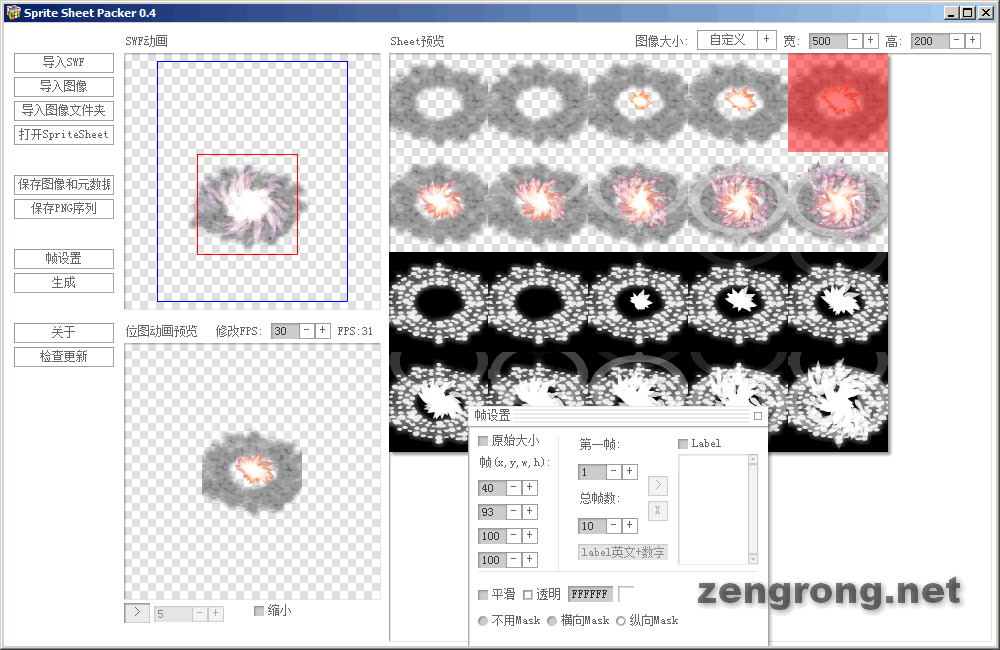 Sprite Sheet Packer 0.4
SWF动画
Sheet预览
图像大小: 自定义 + 宽: 500 - + 高: 200 - +
导入SWF
导入图像
导入图像文件夹
打开SpriteSheet
保存图像和元数据
保存PNG序列
帧设置
生成
关于
检查更新
位图动画预览 修改FPS: 30 - + FPS:31
> 5 - + 缩小
帧设置
原始大小
帧(x,y,w,h):
40 - +
93 - +
100 - +
100 - +
第一帧:
1 - +
总帧数:
10 - +
label英文+数字
>
X
Label
平滑 透明 FFFFFF
不用Mask 横向Mask 纵向Mask
zengrong.net